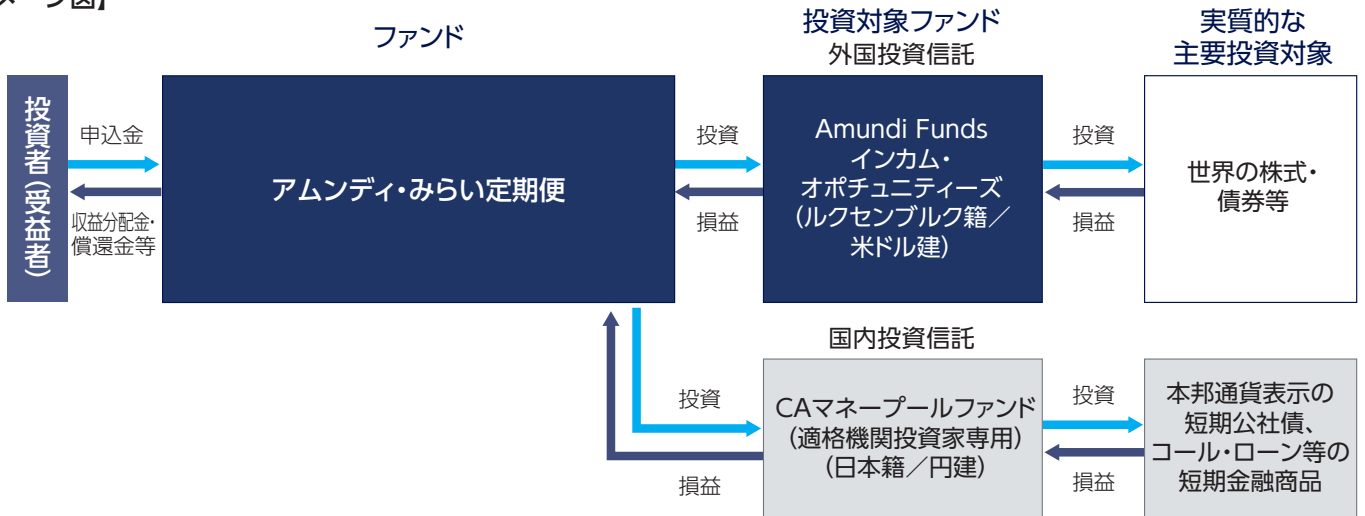 メージ図】
ファンド
投資対象ファンド
外国投資信託
実質的な
主要投資対象
投資者(受益者)
申込金
収益分配金・
償還金等
アムンディ・みらい定期便
投資
損益
Amundi Funds
インカム・
オポチュニティーズ
(ルクセンブルク籍／
米ドル建)
投資
損益
世界の株式・
債券等
国内投資信託
投資
損益
CAマネープールファンド
(適格機関投資家専用)
(日本籍／円建)
投資
損益
本邦通貨表示の
短期公社債、
コール・ローン等の
短期金融商品